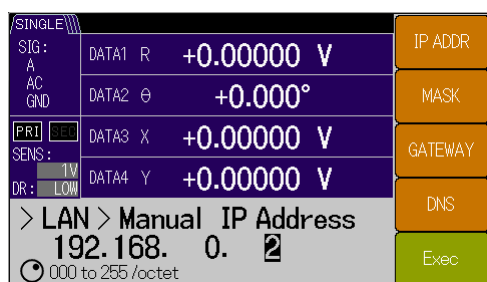 SINGLE
SIG:
A
AC
GND
DATA1 R +0.00000 V
DATA2 θ +0.000°
PRI SEC
DATA3 X +0.00000 V
SENS:
1V
DATA4 Y +0.00000 V
DR: LOW
> LAN > Manual IP Address
192.168. 0. 2
000 to 255 /octet
IP ADDR
MASK
GATEWAY
DNS
Exec